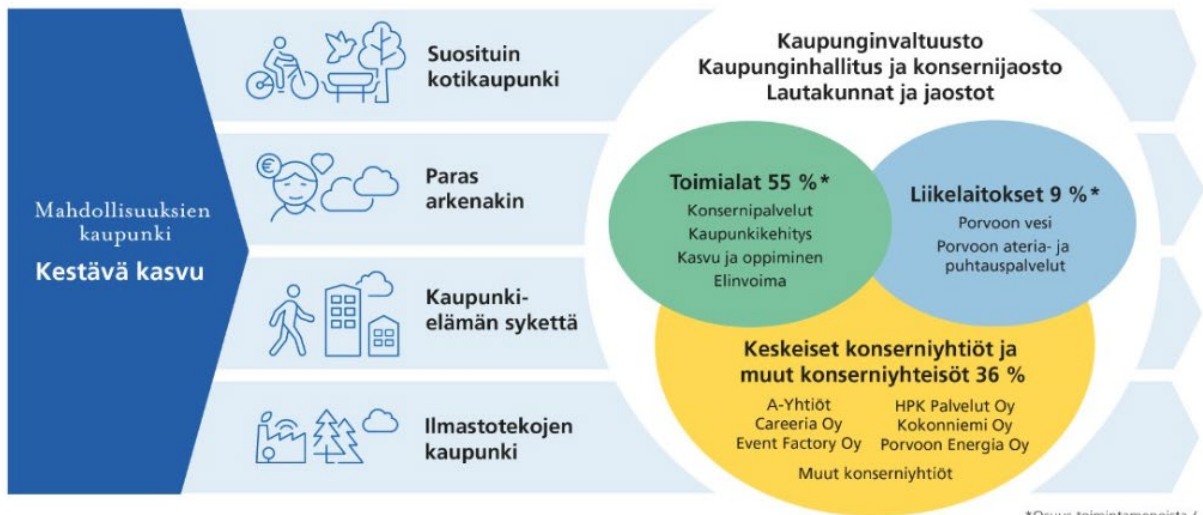 Mahdollisuuksien
kaupunki
Kestävä kasvu
Suosituin
kotikaupunki
Paras
arkenakin
Kaupunki-
elämän sykettä
Ilmastotekojen
kaupunki
Kaupunginvaltuusto
Kaupunginhallitus ja konsernijaosto
Lautakunnat ja jaostot
Toimialat 55 %*
Konsernipalvelut
Kaupunkikehitys
Kasvu ja oppiminen
Elinvoima
Liikelaitokset 9 %*
Porvoon vesi
Porvoon ateria- ja
puhtauspalvelut
Keskeiset konserniyhtiöt ja
muut konserniyhteisöt 36 %
A-Yhtiöt
Careeria Oy
Event Factory Oy
HPK Palvelut Oy
Kokonniemi Oy
Porvoon Energia Oy
Muut konserniyhtiöt
*Osuus toimintamenoista /